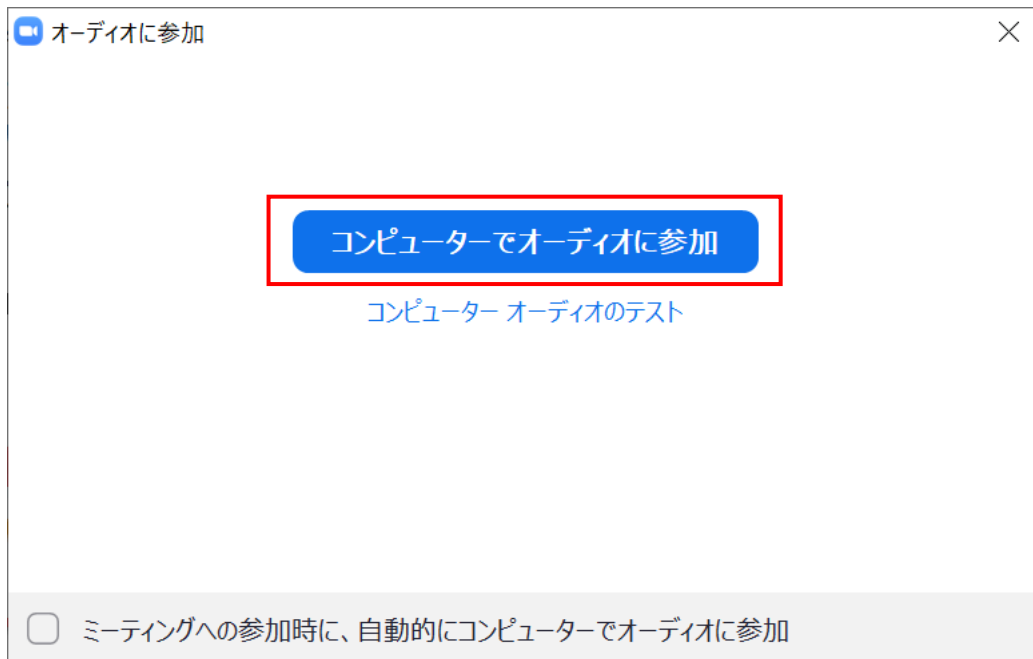 オーディオに参加
コンピューターでオーディオに参加
コンピューター オーディオのテスト
ミーティングへの参加時に、自動的にコンピューターでオーディオに参加